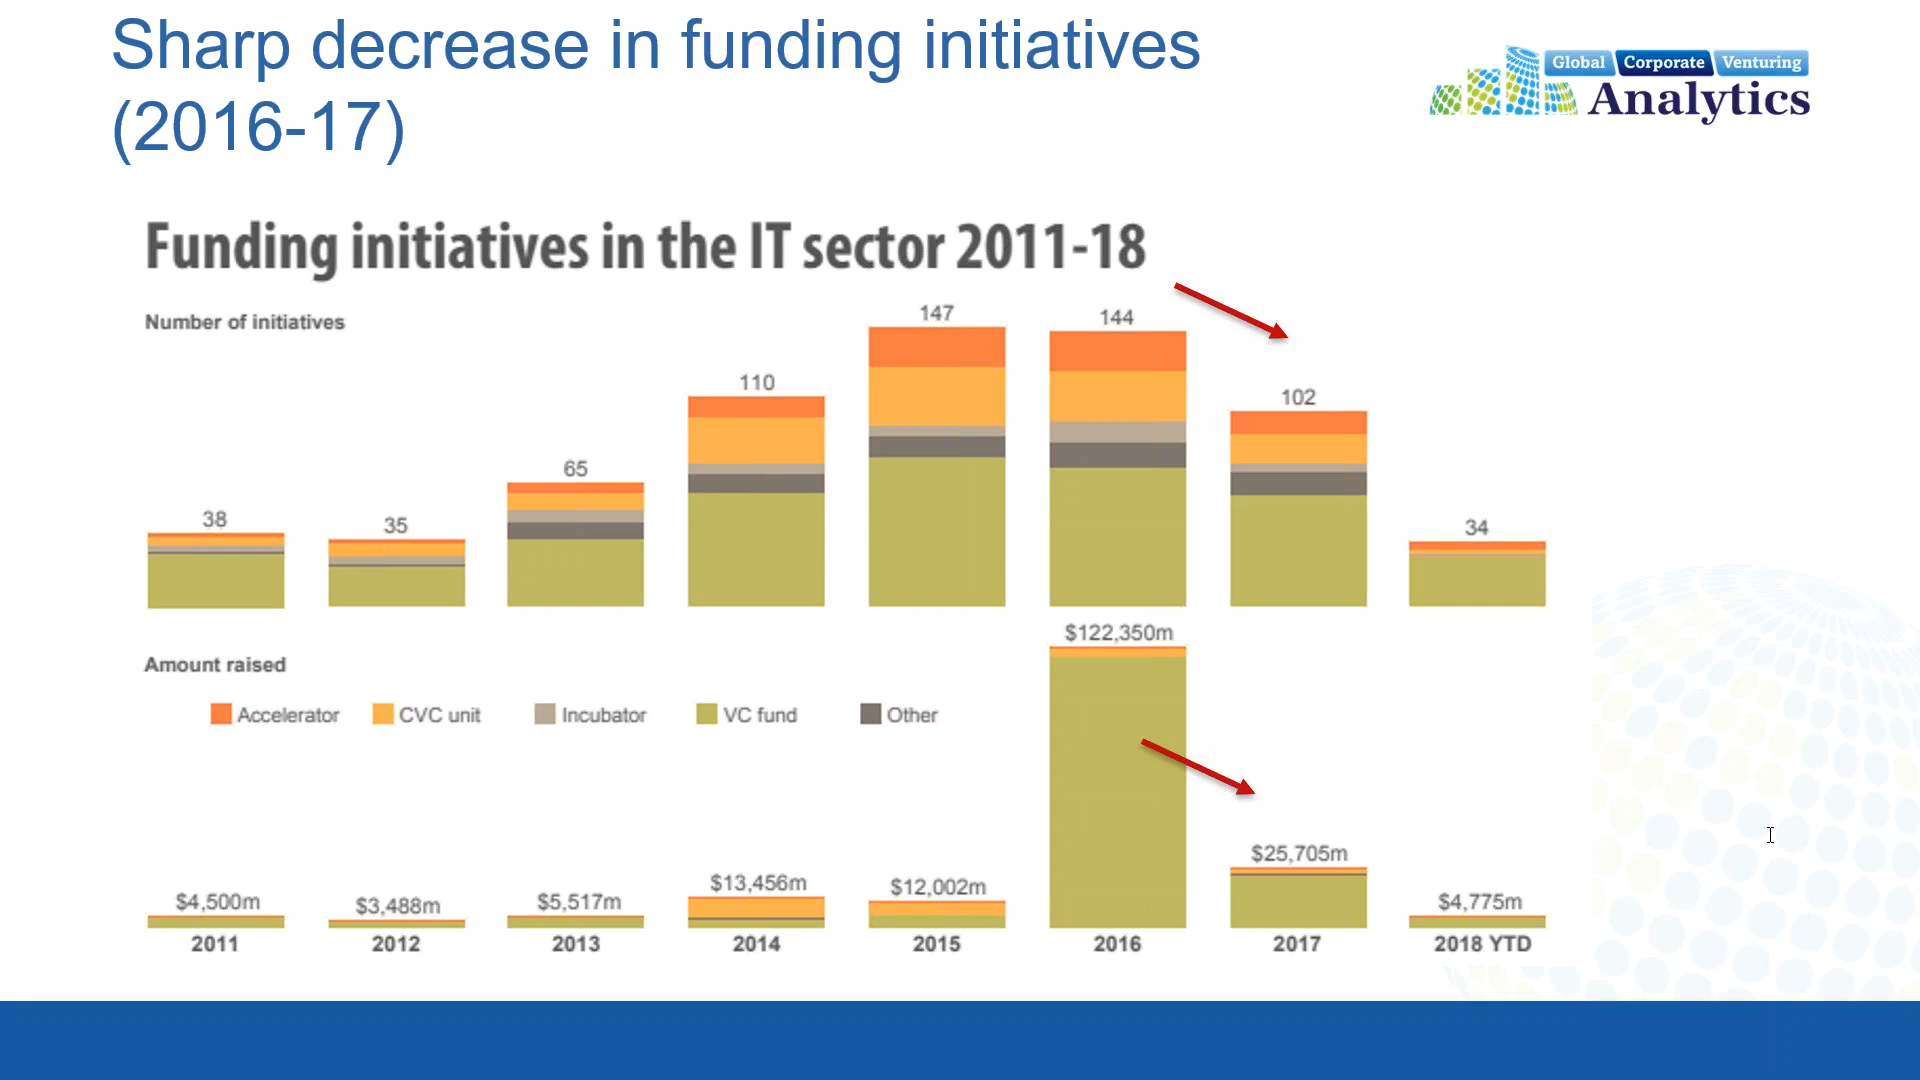 Sharp decrease in funding initiatives
(2016-17)
Global Corporate Venturing
Analytics
Funding initiatives in the IT sector 2011-18
Number of initiatives
38
35
65
110
147
144
102
34
Amount raised
Accelerator
CVC unit
Incubator
VC fund
Other
$4,500m
$3,488m
$5,517m
$13,456m
$12,002m
$122,350m
$25,705m
$4,775m
2011
2012
2013
2014
2015
2016
2017
2018 YTD